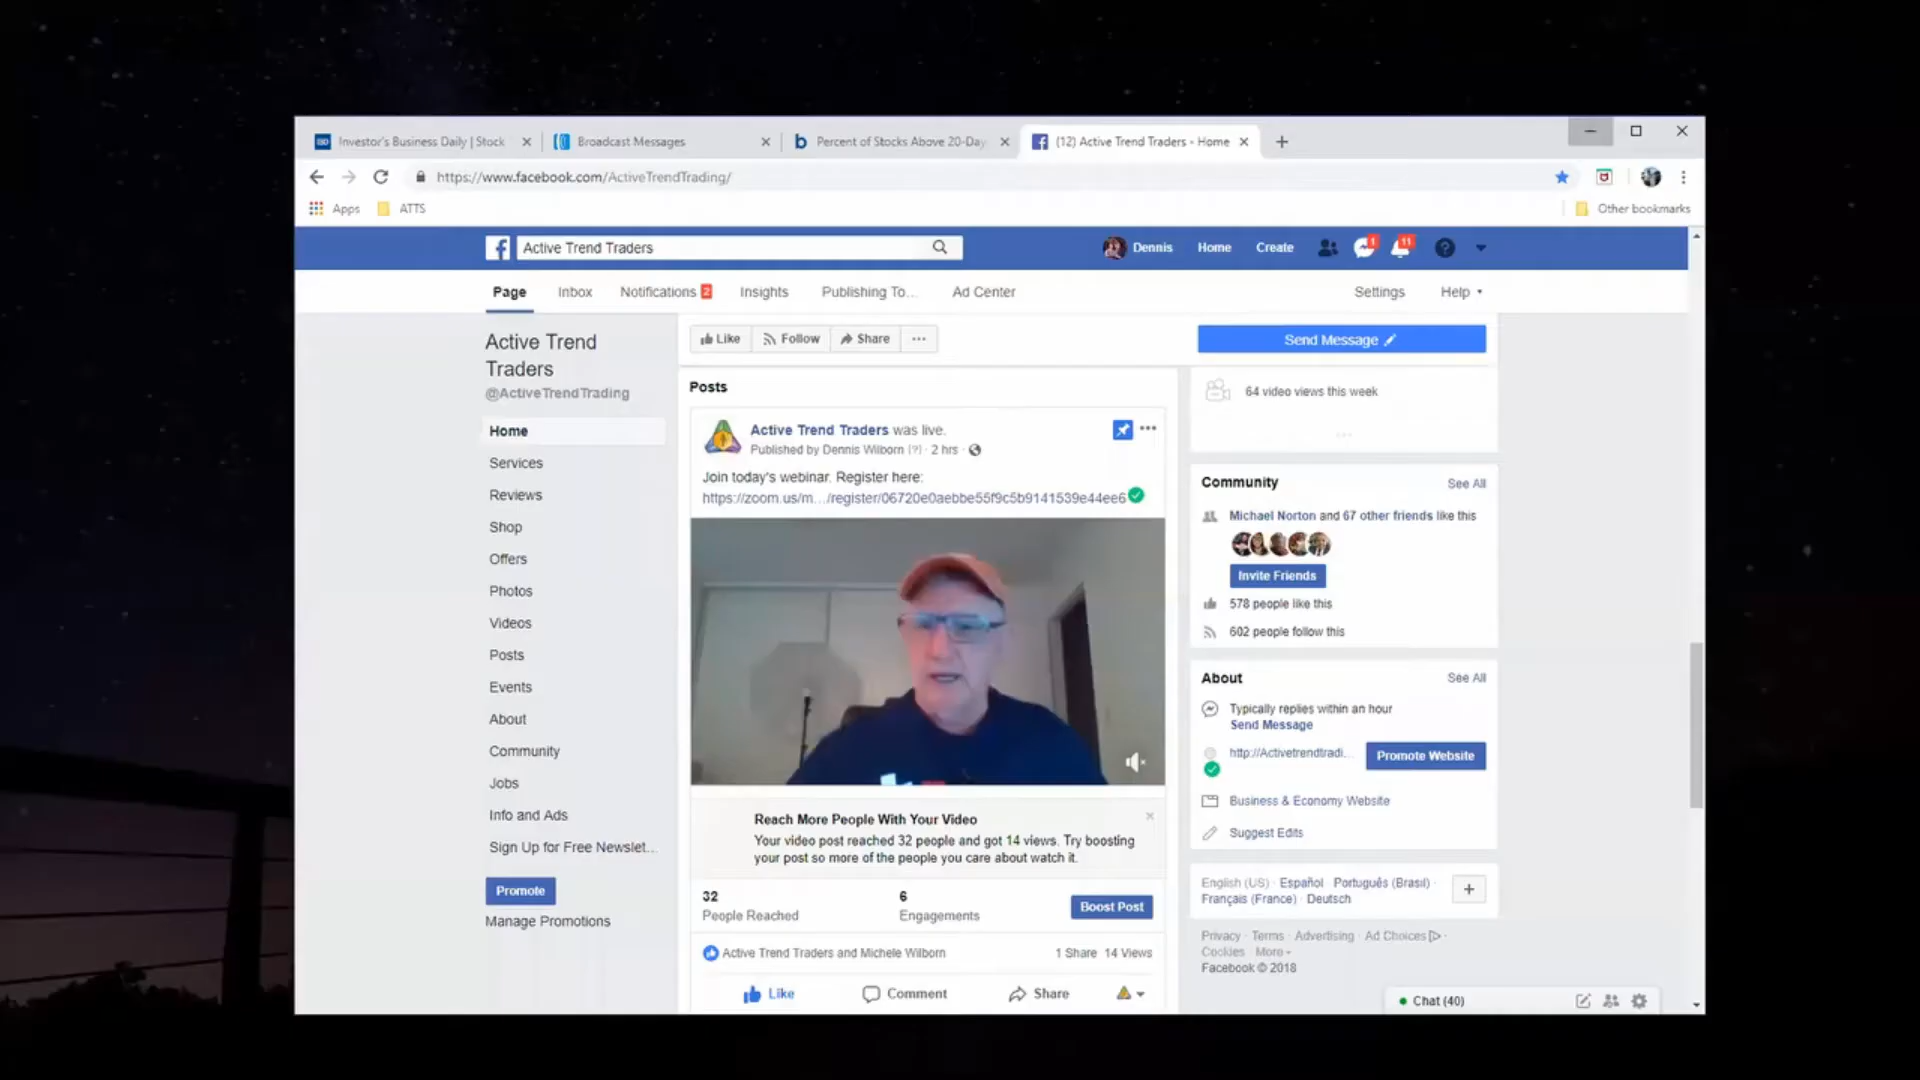 Investor's Business Daily | Stock
Broadcast Messages
Percent of Stocks Above 20-Day
(12) Active Trend Traders - Home
https://www.facebook.com/ActiveTrendTrading/
Apps
ATTS
Other bookmarks
Active Trend Traders
Dennis
Home
Create
1
11
Page
Inbox
Notifications 2
Insights
Publishing To...
Ad Center
Settings
Help
Active Trend
Traders
@ActiveTrendTrading
Home
Services
Reviews
Shop
Offers
Photos
Videos
Posts
Events
About
Community
Jobs
Info and Ads
Sign Up for Free Newslet...
Promote
Manage Promotions
Like
Follow
Share
...
Send Message
Posts
Active Trend Traders was live.
Published by Dennis Wilborn [?] · 2 hrs ·
Join today's webinar. Register here:
https://zoom.us/m.../register/06720e0aebbe55f9c5b9141539e44ee6
Reach More People With Your Video
Your video post reached 32 people and got 14 views. Try boosting
your post so more of the people you care about watch it.
32
People Reached
6
Engagements
Boost Post
Active Trend Traders and Michele Wilborn
1 Share 14 Views
Like
Comment
Share
64 video views this week
Community
See All
Michael Norton and 67 other friends like this
Invite Friends
578 people like this
602 people follow this
About
See All
Typically replies within an hour
Send Message
http://Activetrendtradi...
Promote Website
Business & Economy Website
Suggest Edits
English (US) · Español · Português (Brasil) ·
Français (France) · Deutsch
Privacy · Terms · Advertising · Ad Choices ·
Cookies · More
Facebook © 2018
Chat (40)